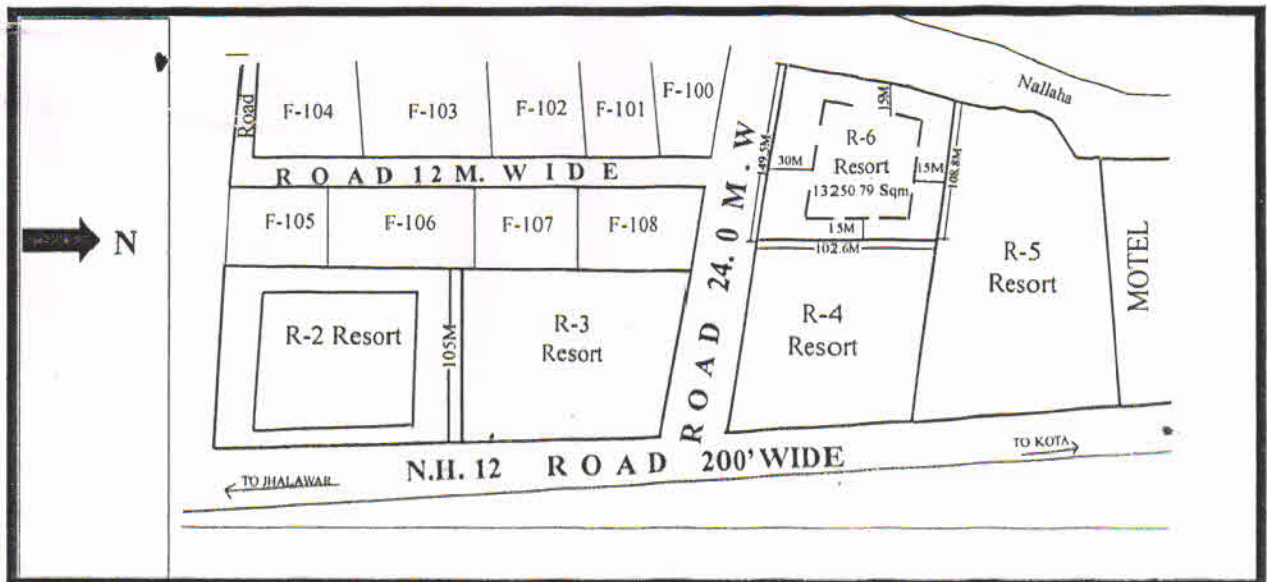 Nallaha
Road
F-104
F-103
F-102
F-101
F-100
ROAD 12 M. WIDE
F-105
F-106
F-107
F-108
N
R-2 Resort
105M
R-3
Resort
ROAD 24.0 M.W
149.5M
30M
15M
R-6
Resort
13250.79 Sqm
15M
108.8M
15M
102.6M
R-4
Resort
R-5
Resort
MOTEL
N.H. 12 ROAD 200' WIDE
TO JHALAWAR
TO KOTA